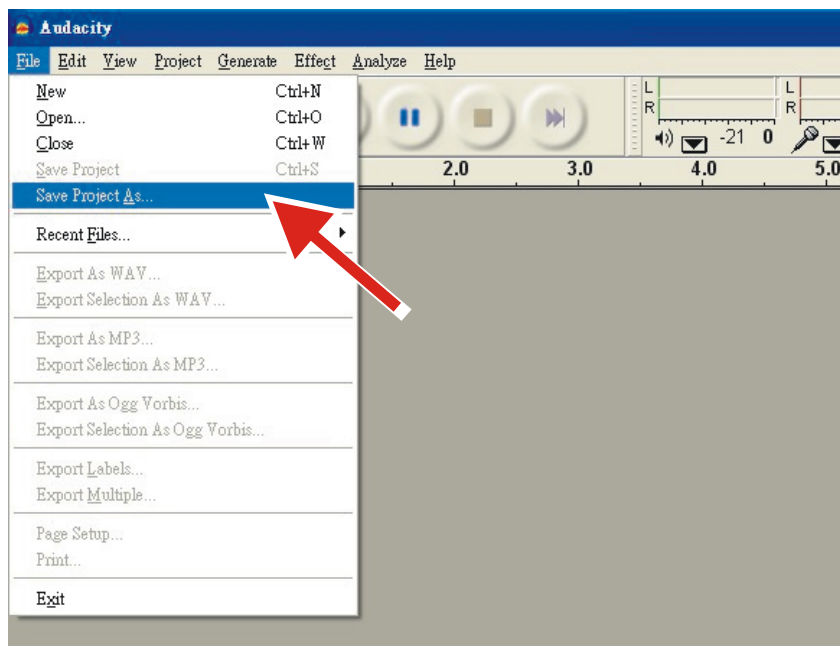 Audacity
File Edit View Project Generate Effect Analyze Help
New Ctrl+N
Open... Ctrl+O
Close Ctrl+W
Save Project Ctrl+S
Save Project As...
Recent Files...
Export As WAV...
Export Selection As WAV...
Export As MP3...
Export Selection As MP3...
Export As Ogg Vorbis...
Export Selection As Ogg Vorbis...
Export Labels...
Export Multiple...
Page Setup...
Print...
Exit
L
R
-21 0
L
R
2.0 3.0 4.0 5.0